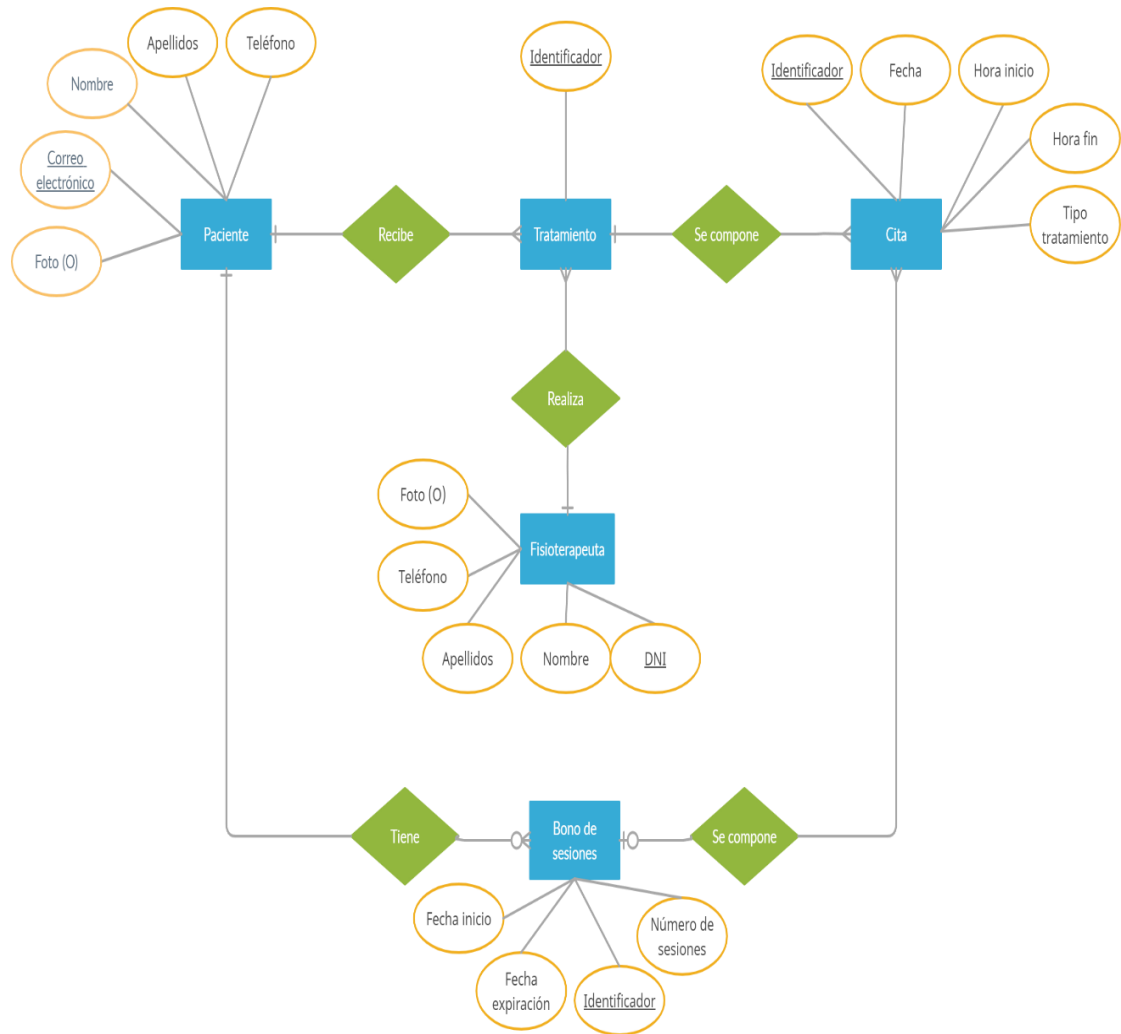 Apellidos
Teléfono
Nombre
Identificador
Identificador
Fecha
Hora inicio
Correo
electrónico
Hora fin
Foto (O)
Paciente
Recibe
Tratamiento
Se compone
Cita
Tipo
tratamiento
Realiza
Foto (O)
Teléfono
Fisioterapeuta
Apellidos
Nombre
DNI
Tiene
Bono de
sesiones
Se compone
Fecha inicio
Número de
sesiones
Fecha
expiración
Identificador